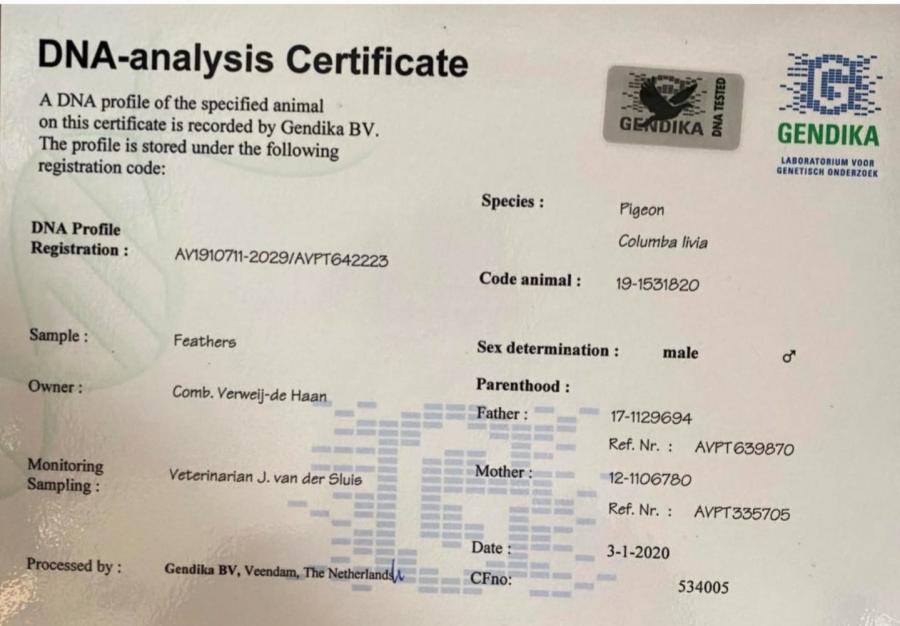 DNA-analysis Certificate
A DNA profile of the specified animal
on this certificate is recorded by Gendika BV.
The profile is stored under the following
registration code:
GENDIKA
DNA TESTED
GENDIKA
LABORATORIUM VOOR
GENETISCH ONDERZOEK
DNA Profile
Registration : AV1910711-2029/AVPT642223
Sample : Feathers
Owner : Comb. Verweij-de Haan
Monitoring
Sampling : Veterinarian J. van der Sluis
Processed by : Gendika BV, Veendam, The Netherlands
Species : Pigeon
Columba livia
Code animal : 19-1531820
Sex determination : male ♂
Parenthood :
Father : 17-1129694
Ref. Nr. : AVPT639870
Mother : 12-1106780
Ref. Nr. : AVPT335705
Date : 3-1-2020
CFno: 534005